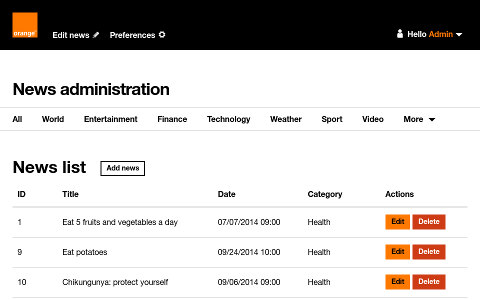 orange
Edit news Preferences Hello Admin
News administration
All World Entertainment Finance Technology Weather Sport Video More
News list Add news
ID Title Date Category Actions
1 Eat 5 fruits and vegetables a day 07/07/2014 09:00 Health Edit Delete
9 Eat potatoes 09/24/2014 10:00 Health Edit Delete
10 Chikungunya: protect yourself 09/06/2014 09:00 Health Edit Delete